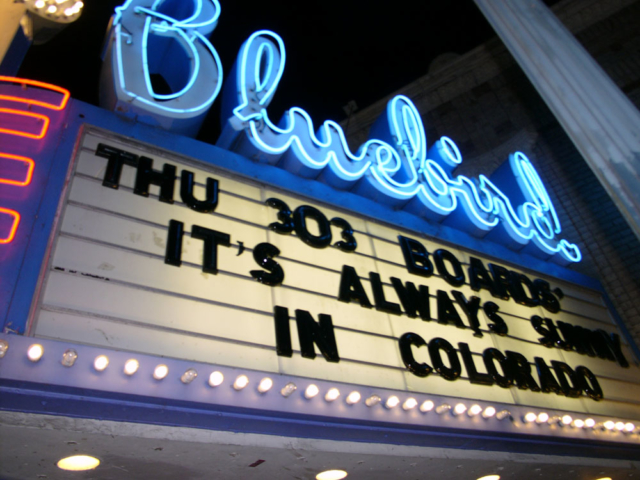 Bluebird
THU 303 BOARDS'
IT'S ALWAYS SUNNY
IN COLORADO